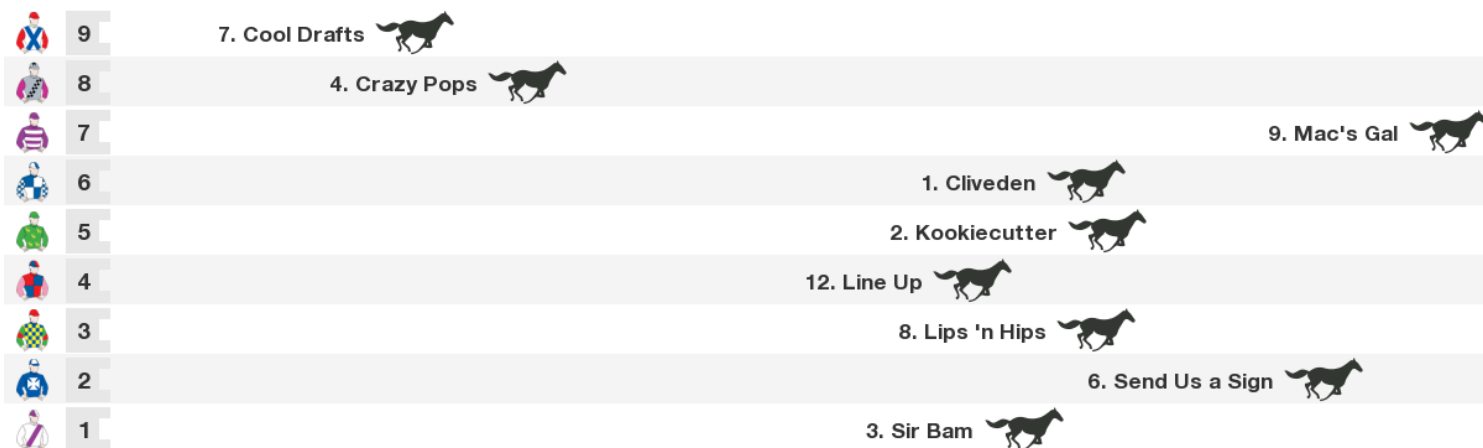 9 7. Cool Drafts
8 4. Crazy Pops
7 9. Mac's Gal
6 1. Cliveden
5 2. Kookiecutter
4 12. Line Up
3 8. Lips 'n Hips
2 6. Send Us a Sign
1 3. Sir Bam